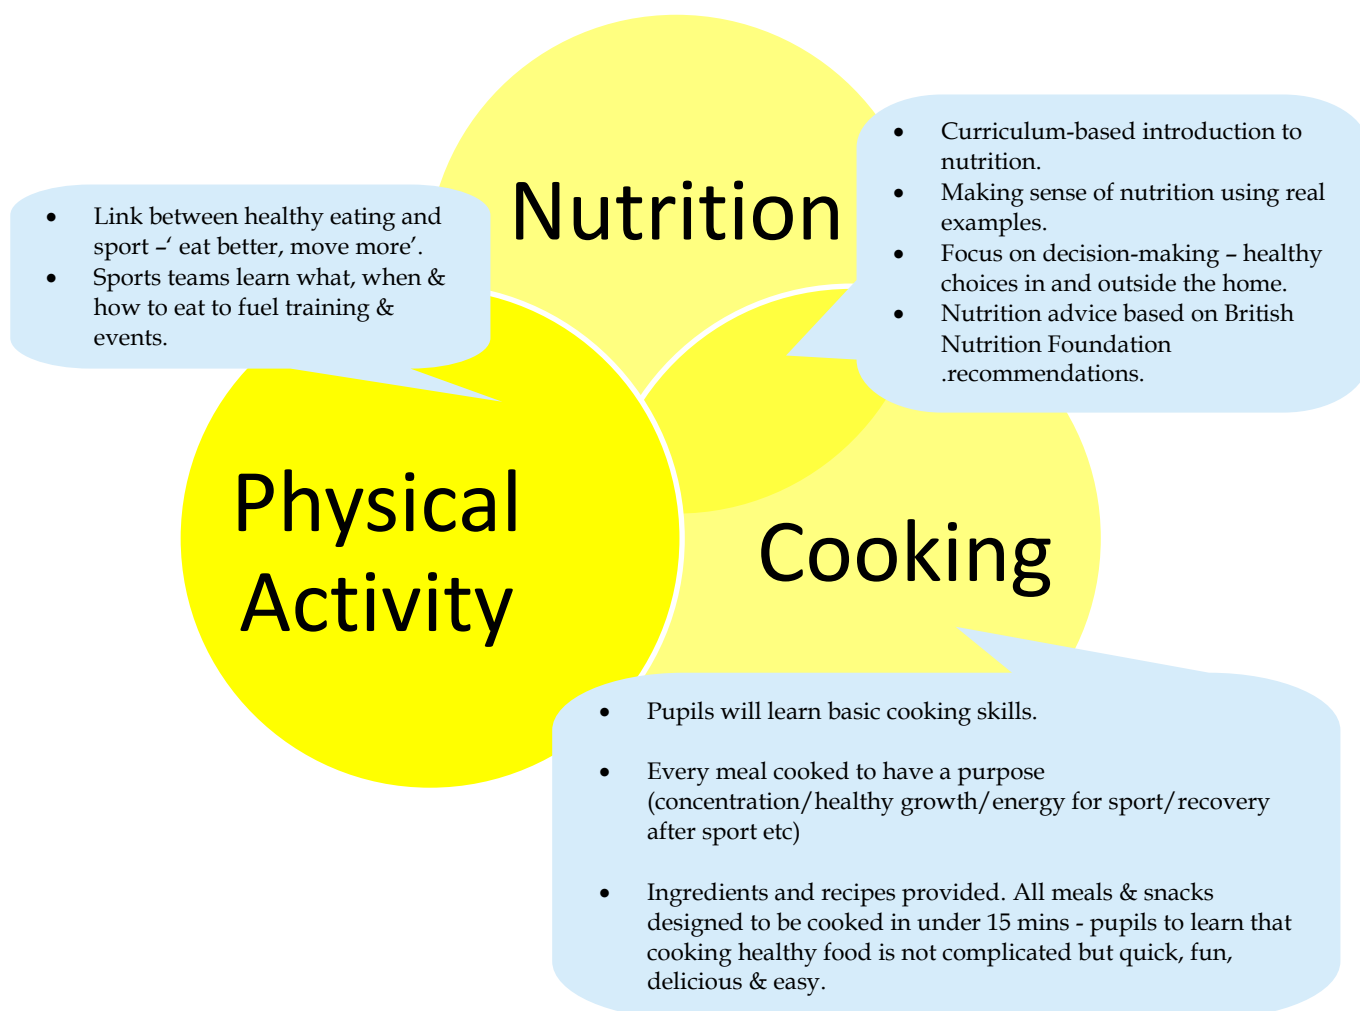 Nutrition
• Curriculum-based introduction to
nutrition.
• Making sense of nutrition using real
examples.
• Focus on decision-making – healthy
choices in and outside the home.
• Nutrition advice based on British
Nutrition Foundation
.recommendations.
• Link between healthy eating and
sport –‘ eat better, move more’.
• Sports teams learn what, when &
how to eat to fuel training &
events.
Physical
Activity
Cooking
• Pupils will learn basic cooking skills.
• Every meal cooked to have a purpose
(concentration/healthy growth/energy for sport/recovery
after sport etc)
• Ingredients and recipes provided. All meals & snacks
designed to be cooked in under 15 mins - pupils to learn that
cooking healthy food is not complicated but quick, fun,
delicious & easy.